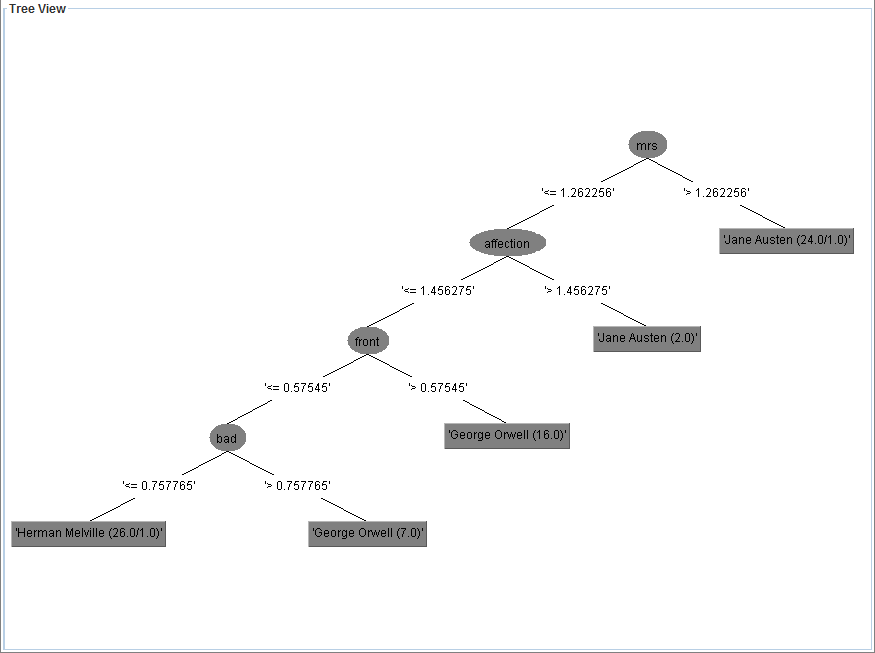 Tree View
mrs
'<= 1.262256'
'> 1.262256'
affection
'Jane Austen (24.0/1.0)'
'<= 1.456275'
'> 1.456275'
front
'Jane Austen (2.0)'
'<= 0.57545'
'> 0.57545'
bad
'George Orwell (16.0)'
'<= 0.757765'
'> 0.757765'
'Herman Melville (26.0/1.0)'
'George Orwell (7.0)'